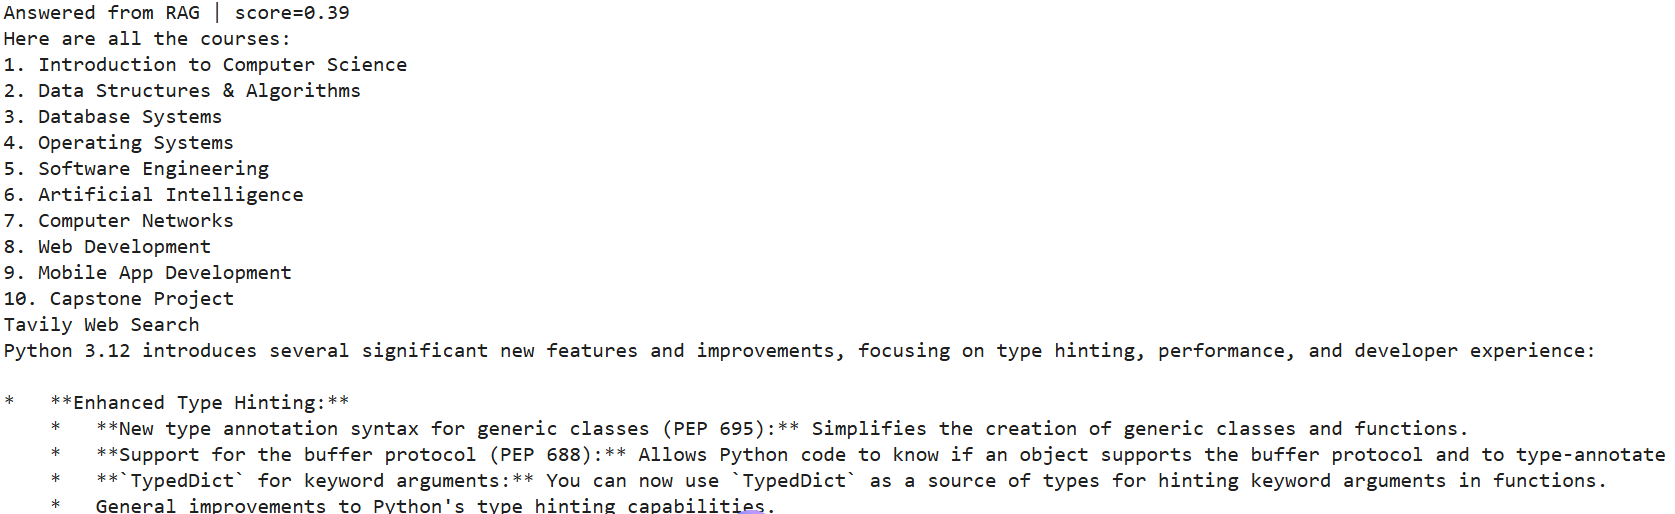 Answered from RAG | score=0.39
Here are all the courses:
1. Introduction to Computer Science
2. Data Structures & Algorithms
3. Database Systems
4. Operating Systems
5. Software Engineering
6. Artificial Intelligence
7. Computer Networks
8. Web Development
9. Mobile App Development
10. Capstone Project
Tavily Web Search
Python 3.12 introduces several significant new features and improvements, focusing on type hinting, performance, and developer experience:
*   **Enhanced Type Hinting:**
    *   **New type annotation syntax for generic classes (PEP 695):** Simplifies the creation of generic classes and functions.
    *   **Support for the buffer protocol (PEP 688):** Allows Python code to know if an object supports the buffer protocol and to type-annotate
    *   **`TypedDict` for keyword arguments:** You can now use `TypedDict` as a source of types for hinting keyword arguments in functions.
    *   General improvements to Python's type hinting capabilities.